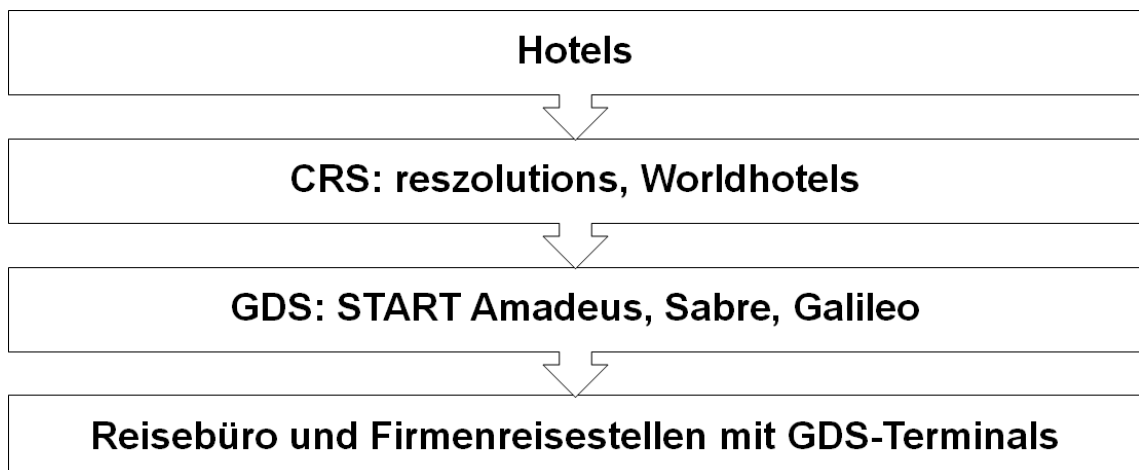 Hotels
CRS: reszolutions, Worldhotels
GDS: START Amadeus, Sabre, Galileo
Reisebüro und Firmenreisestellen mit GDS-Terminals